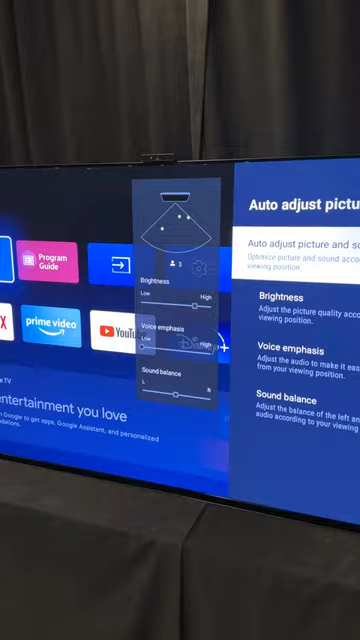 Program
Guide
X
prime video
YouTube
TV
entertainment you love
Google to get apps, Google Assistant, and personalized
3
Brightness
Low High
Voice emphasis
Low High
Sound balance
L R
Auto adjust pictu
Auto adjust picture and so
Optimize picture and sound acco
viewing position.
Brightness
Adjust the picture quality acco
viewing position.
Voice emphasis
Adjust the audio to make it eas
from your viewing position.
Sound balance
Adjust the balance of the left an
audio according to your viewing